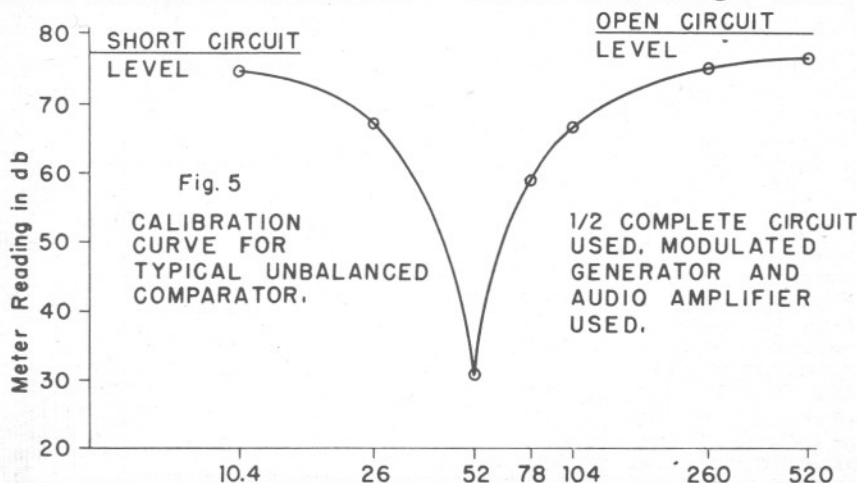 80
70
60
50
40
30
20
Meter Reading in db
SHORT CIRCUIT
LEVEL
OPEN CIRCUIT
LEVEL
Fig. 5
CALIBRATION
CURVE FOR
TYPICAL UNBALANCED
COMPARATOR.
1/2 COMPLETE CIRCUIT
USED. MODULATED
GENERATOR AND
AUDIO AMPLIFIER
USED.
10.4 26 52 78 104 260 520